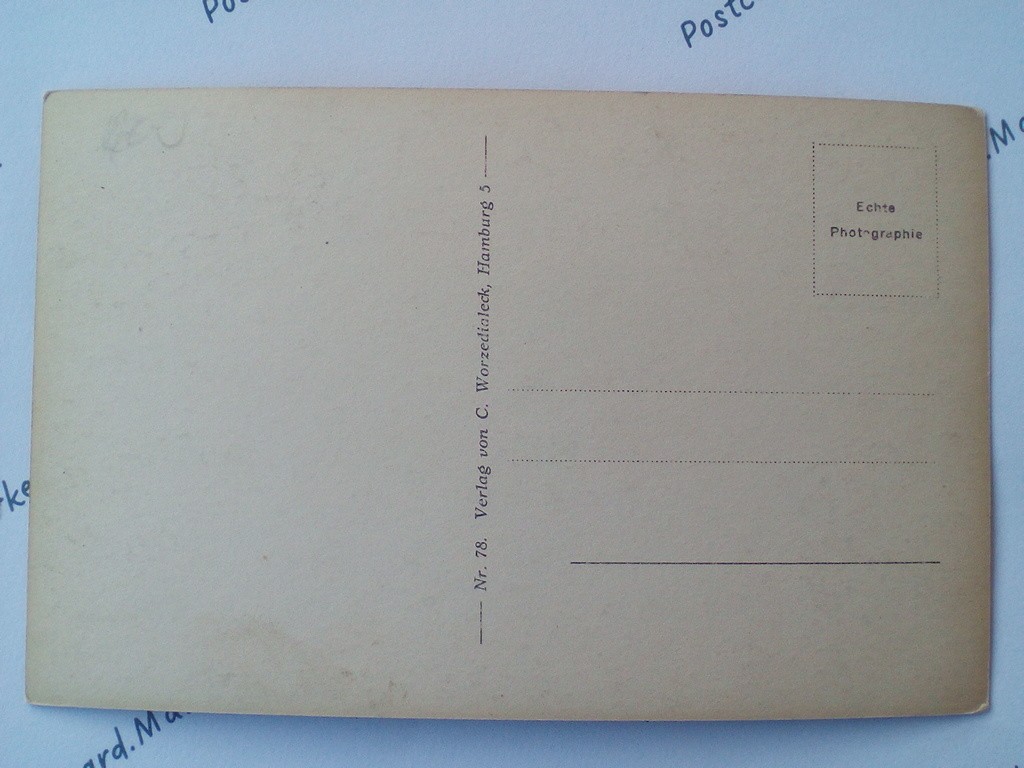 Echte
Photographie
Nr. 78. Verlag von C. Worzedialeck, Hamburg 5